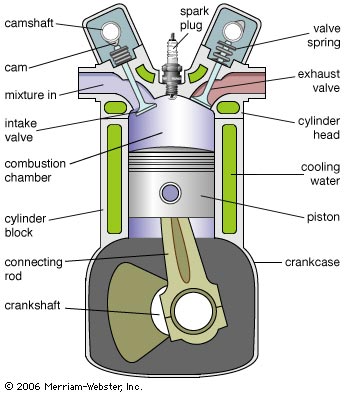 camshaft
cam
mixture in
intake
valve
combustion
chamber
cylinder
block
connecting
rod
crankshaft
spark
plug
valve
spring
exhaust
valve
cylinder
head
cooling
water
piston
crankcase
© 2006 Merriam-Webster, Inc.